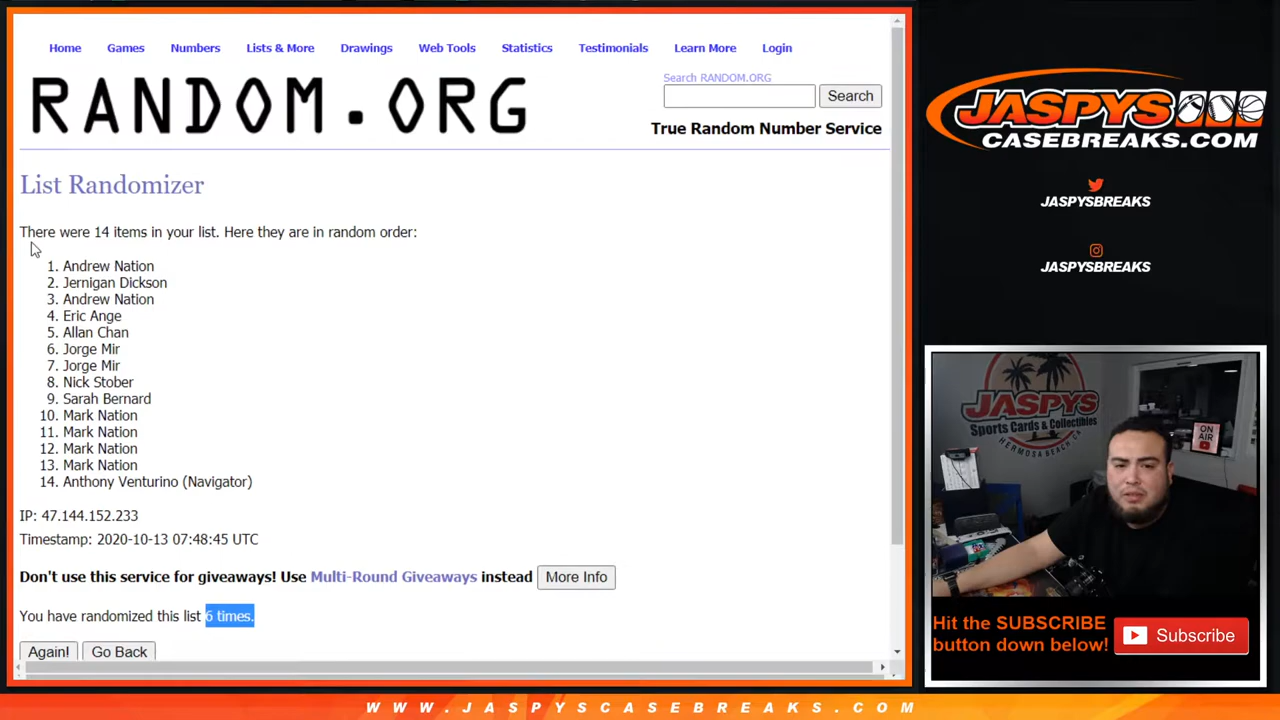 Home Games Numbers Lists & More Drawings Web Tools Statistics Testimonials Learn More Login
RANDOM.ORG
Search RANDOM.ORG
Search
True Random Number Service
List Randomizer
There were 14 items in your list. Here they are in random order:
1. Andrew Nation
2. Jernigan Dickson
3. Andrew Nation
4. Eric Ange
5. Allan Chan
6. Jorge Mir
7. Jorge Mir
8. Nick Stober
9. Sarah Bernard
10. Mark Nation
11. Mark Nation
12. Mark Nation
13. Mark Nation
14. Anthony Venturino (Navigator)
IP: 47.144.152.233
Timestamp: 2020-10-13 07:48:45 UTC
Don't use this service for giveaways! Use Multi-Round Giveaways instead More Info
You have randomized this list 6 times.
Again! Go Back
JASPYS
CASEBREAKS.COM
JASPYSBREAKS
JASPYSBREAKS
JASPYS
Sports Cards & Collectibles
HERMOSA BEACH CA
ON AIR
Hit the SUBSCRIBE
button down below!
Subscribe
WWW.JASPYSCASEBREAKS.COM